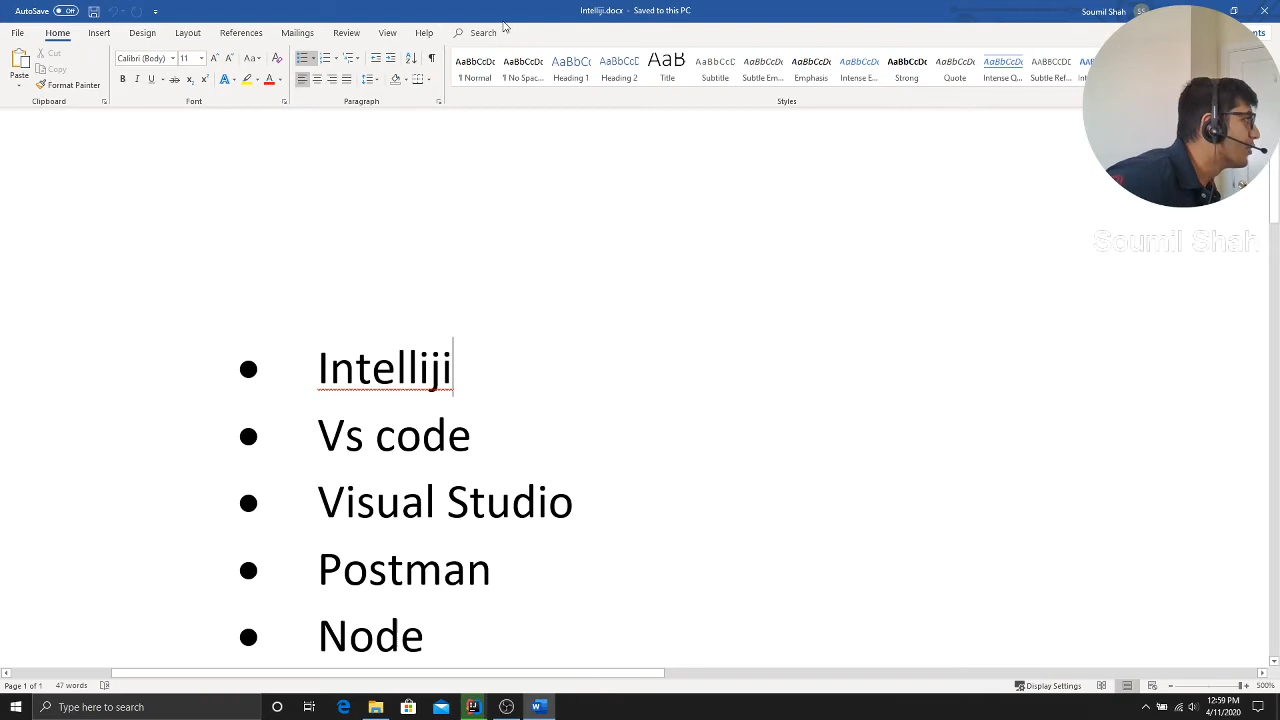 AutoSave Off
Intelliji.docx - Saved to this PC
Soumil Shah
File Home Insert Design Layout References Mailings Review View Help Search
Paste
Cut
Copy
Format Painter
Clipboard
Calibri (Body) 11
Font
Paragraph
AaBbCcDc AaBbCcDc AaBbCc AaBbCcD AaB AaBbCcD AaBbCcDc AaBbCcDc AaBbCcDc AaBbCcDc AaBbCcDc AaBbCcDc AaBbCcDc
¶ Normal ¶ No Spac... Heading 1 Heading 2 Title Subtitle Subtle Em... Emphasis Intense E... Strong Quote Intense Q... Subtle Ref...
Styles
Soumil Shah
• Intelliji
• Vs code
• Visual Studio
• Postman
• Node
Page 1 of 1 47 words
Display Settings
500%
Type here to search
12:59 PM
4/11/2020